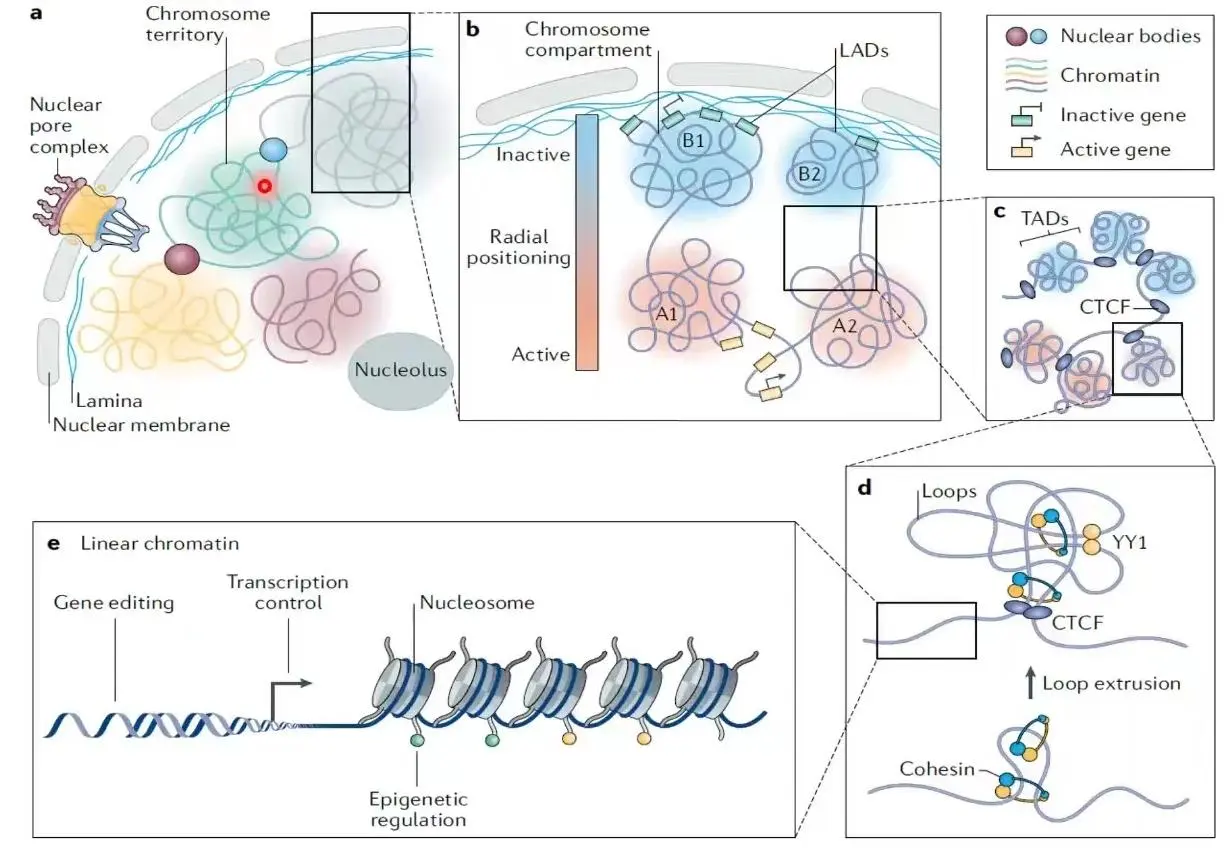 a
Chromosome
territory
Nuclear
pore
complex
Nucleolus
Lamina
Nuclear membrane
b
Chromosome
compartment
LADs
Inactive
Radial
positioning
Active
B1
B2
A1
A2
Nuclear bodies
Chromatin
Inactive gene
Active gene
c
TADs
CTCF
d
Loops
YY1
CTCF
Loop extrusion
Cohesin
e Linear chromatin
Gene editing
Transcription
control
Nucleosome
Epigenetic
regulation